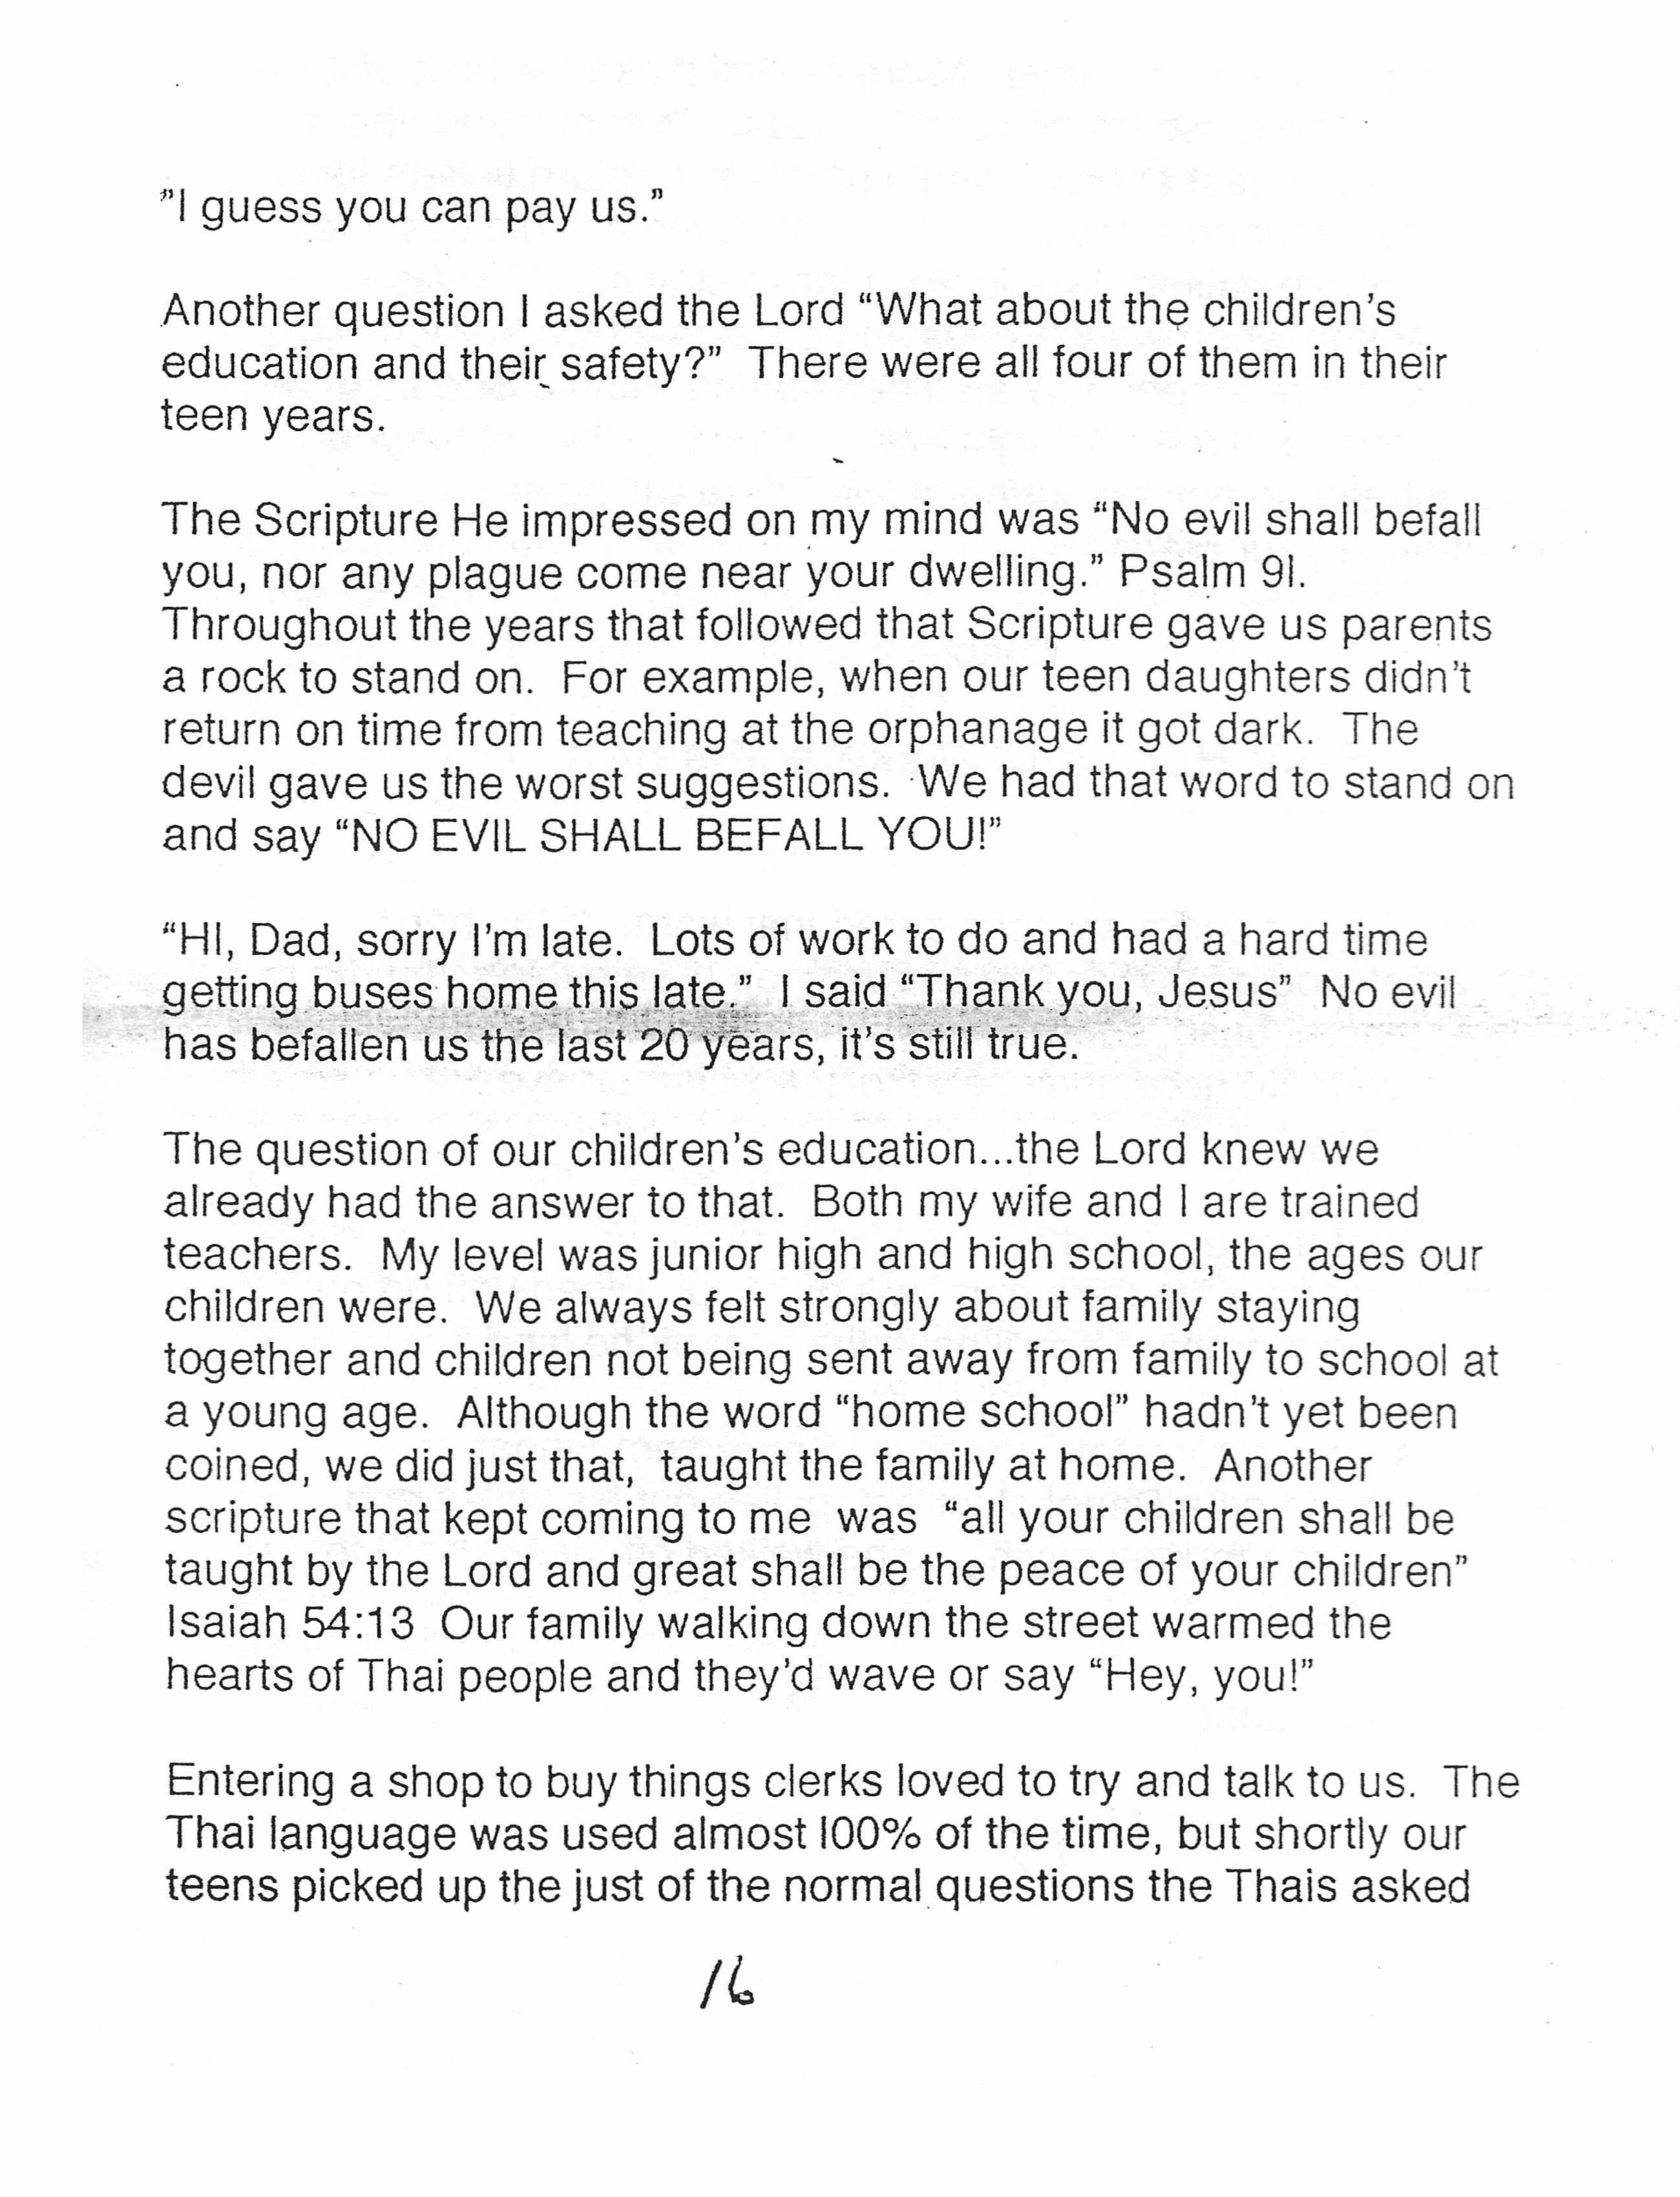 "I guess you can pay us."
Another question I asked the Lord "What about the children's
education and their safety?"  There were all four of them in their
teen years.
The Scripture He impressed on my mind was "No evil shall befall
you, nor any plague come near your dwelling." Psalm 9l.
Throughout the years that followed that Scripture gave us parents
a rock to stand on.  For example, when our teen daughters didn't
return on time from teaching at the orphanage it got dark.  The
devil gave us the worst suggestions.  We had that word to stand on
and say "NO EVIL SHALL BEFALL YOU!"
"HI, Dad, sorry I'm late.  Lots of work to do and had a hard time
getting buses home this late."  I said "Thank you, Jesus"  No evil
has befallen us the last 20 years, it's still true.
The question of our children's education...the Lord knew we
already had the answer to that.  Both my wife and I are trained
teachers.  My level was junior high and high school, the ages our
children were.  We always felt strongly about family staying
together and children not being sent away from family to school at
a young age.  Although the word "home school" hadn't yet been
coined, we did just that,  taught the family at home.  Another
scripture that kept coming to me  was  "all your children shall be
taught by the Lord and great shall be the peace of your children"
Isaiah 54:13  Our family walking down the street warmed the
hearts of Thai people and they'd wave or say "Hey, you!"
Entering a shop to buy things clerks loved to try and talk to us.  The
Thai language was used almost l00% of the time, but shortly our
teens picked up the just of the normal questions the Thais asked
16